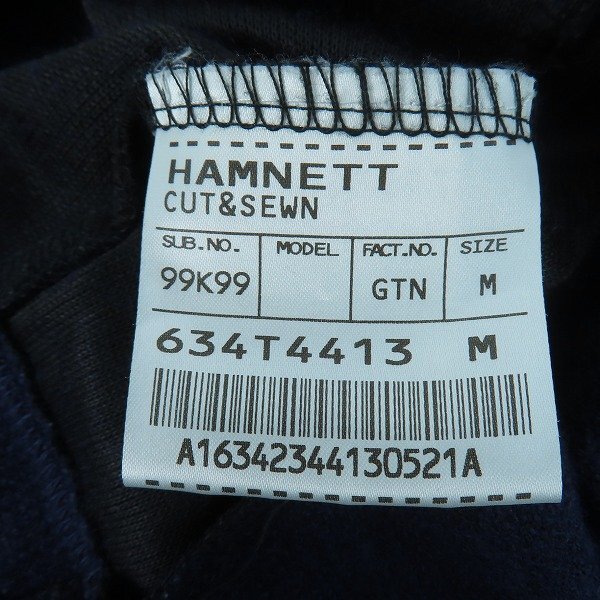 HAMNETT
CUT&SEWN
SUB.NO. MODEL FACT.NO. SIZE
99K99 GTN M
634T4413 M
A16342344130521A